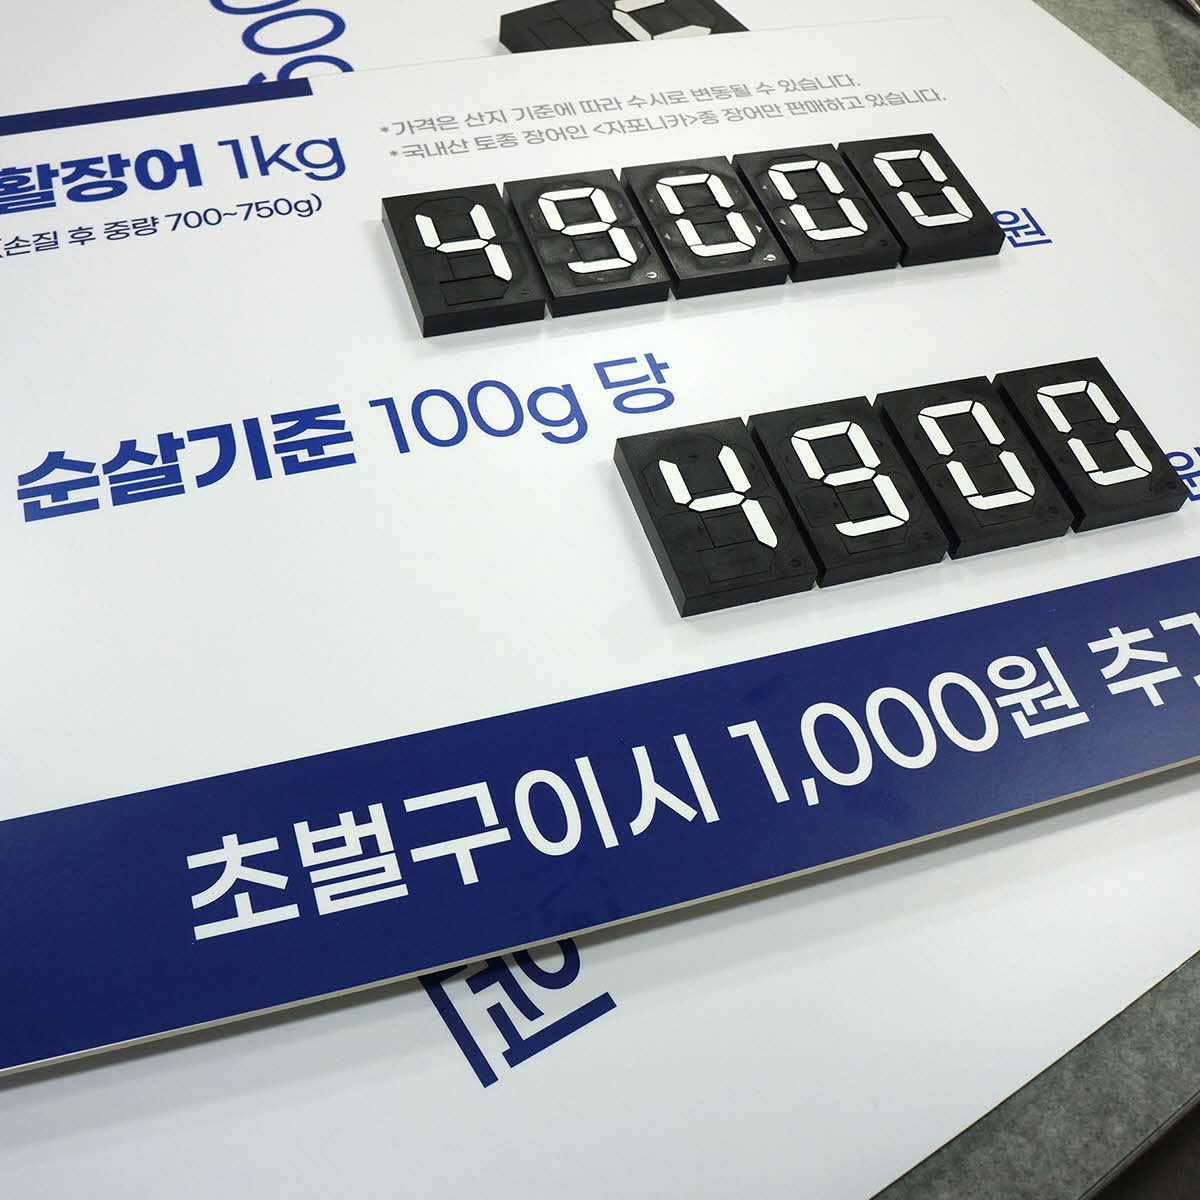 *가격은 산지 기준에 따라 수시로 변동될 수 있습니다.
*국내산 토종 장어인 <자포니카>종 장어만 판매하고 있습니다.
활장어 1kg
(손질 후 중량 700~750g)
49000 원
순살기준 100g 당
4900 원
초벌구이시 1,000원 추가